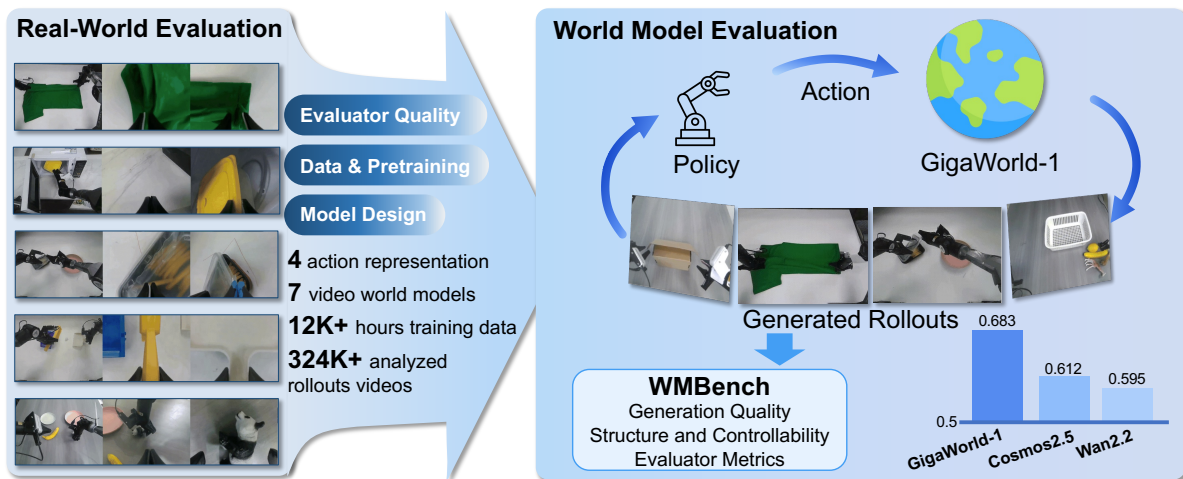 Real-World Evaluation
Evaluator Quality
Data & Pretraining
Model Design
4 action representation
7 video world models
12K+ hours training data
324K+ analyzed
rollouts videos
World Model Evaluation
Action
Policy
GigaWorld-1
Generated Rollouts
WMBench
Generation Quality
Structure and Controllability
Evaluator Metrics
0.683
0.612
0.595
0.5
GigaWorld-1
Cosmos2.5
Wan2.2